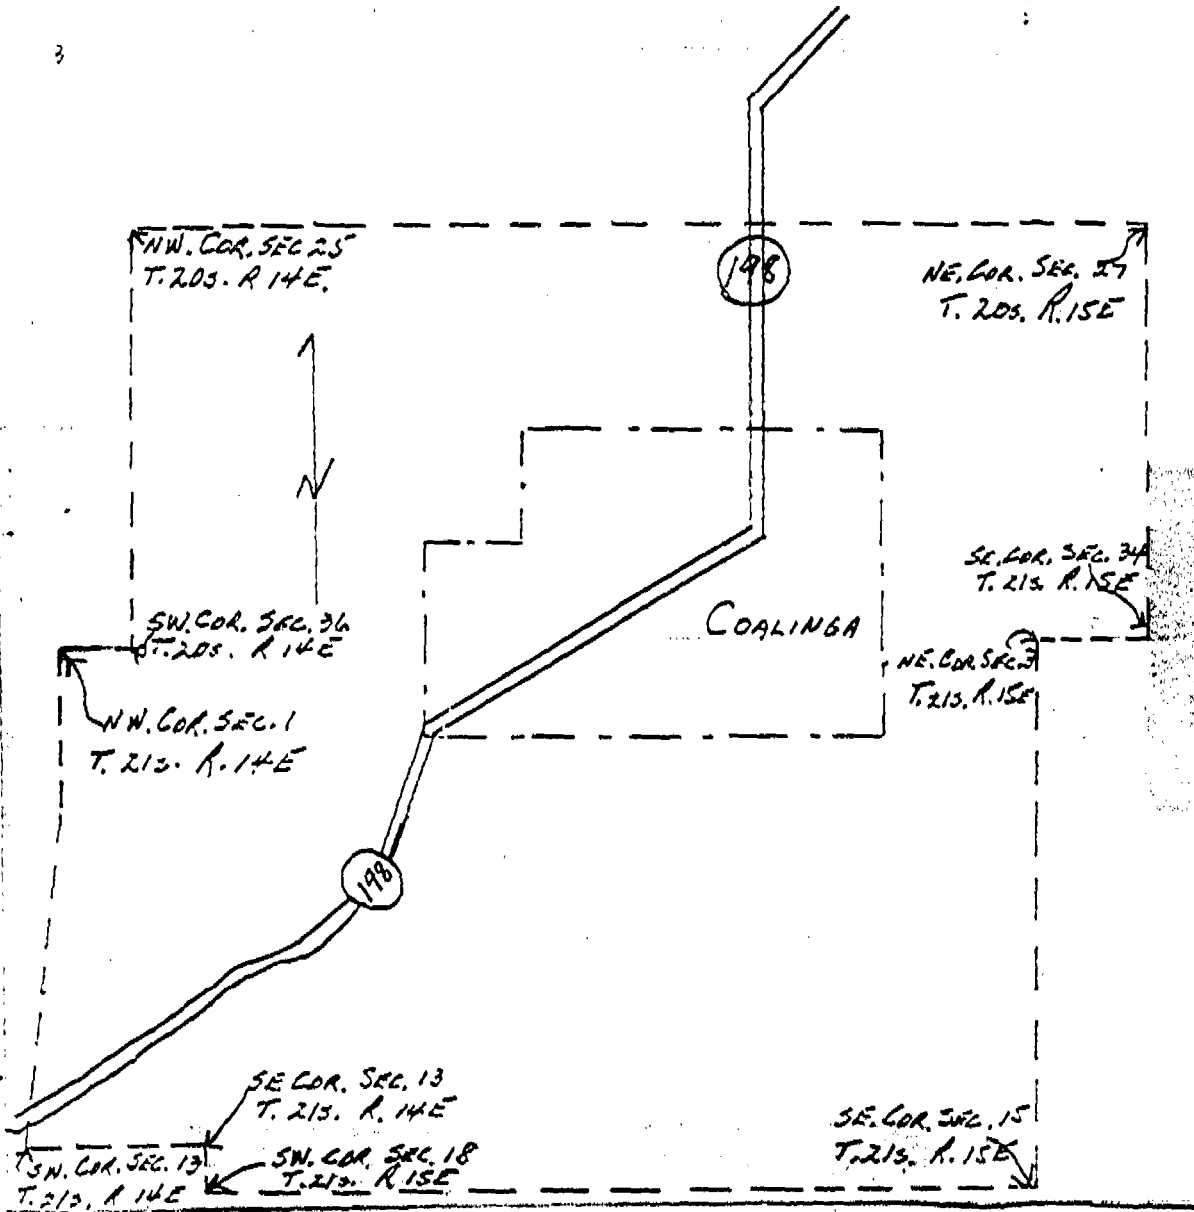 3
NW. COR. SEC 25
T. 20S. R 14E.
198
NE. COR. SEC. 27
T. 20S. R. 15E
N
SE. COR. SEC. 34
T. 21S. R. 15E
SW. COR. SEC. 36
T. 20S. R 14E
COALINGA
NE. COR. SEC 3
T. 21S. R. 15E
NW. COR. SEC. 1
T. 21S. R. 14E
198
SE COR. SEC. 13
T. 21S. R. 14E
SE. COR. SEC. 15
T. 21S. R. 15E
SW. COR. SEC. 13
T. 21S. R 14E
SW. COR. SEC. 18
T. 21S. R 15E